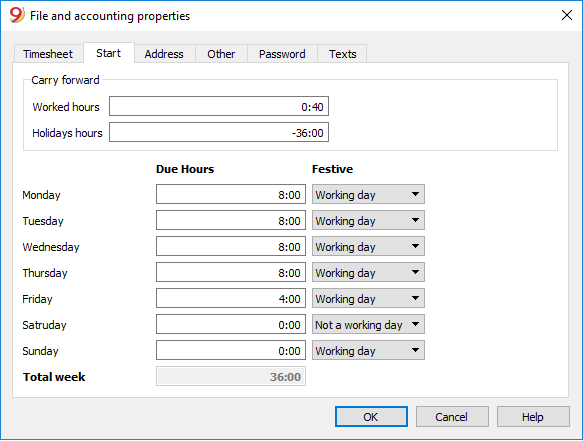 File and accounting properties
Timesheet Start Address Other Password Texts
Carry forward
Worked hours 0:40
Holidays hours -36:00
Due Hours Festive
Monday 8:00 Working day
Tuesday 8:00 Working day
Wednesday 8:00 Working day
Thursday 8:00 Working day
Friday 4:00 Working day
Satruday 0:00 Not a working day
Sunday 0:00 Working day
Total week 36:00
OK Cancel Help